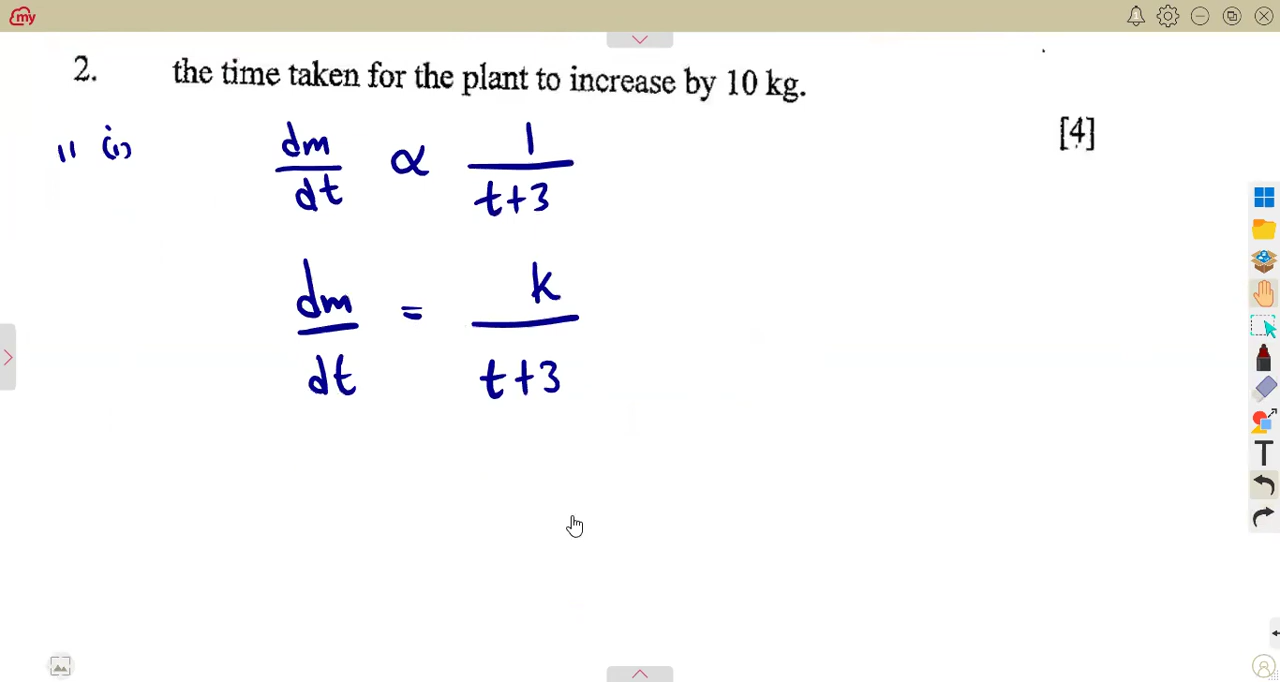 my
2. the time taken for the plant to increase by 10 kg.
[4]
11 (i) dm/dt ∝ 1/(t+3)
dm/dt = k/(t+3)
T